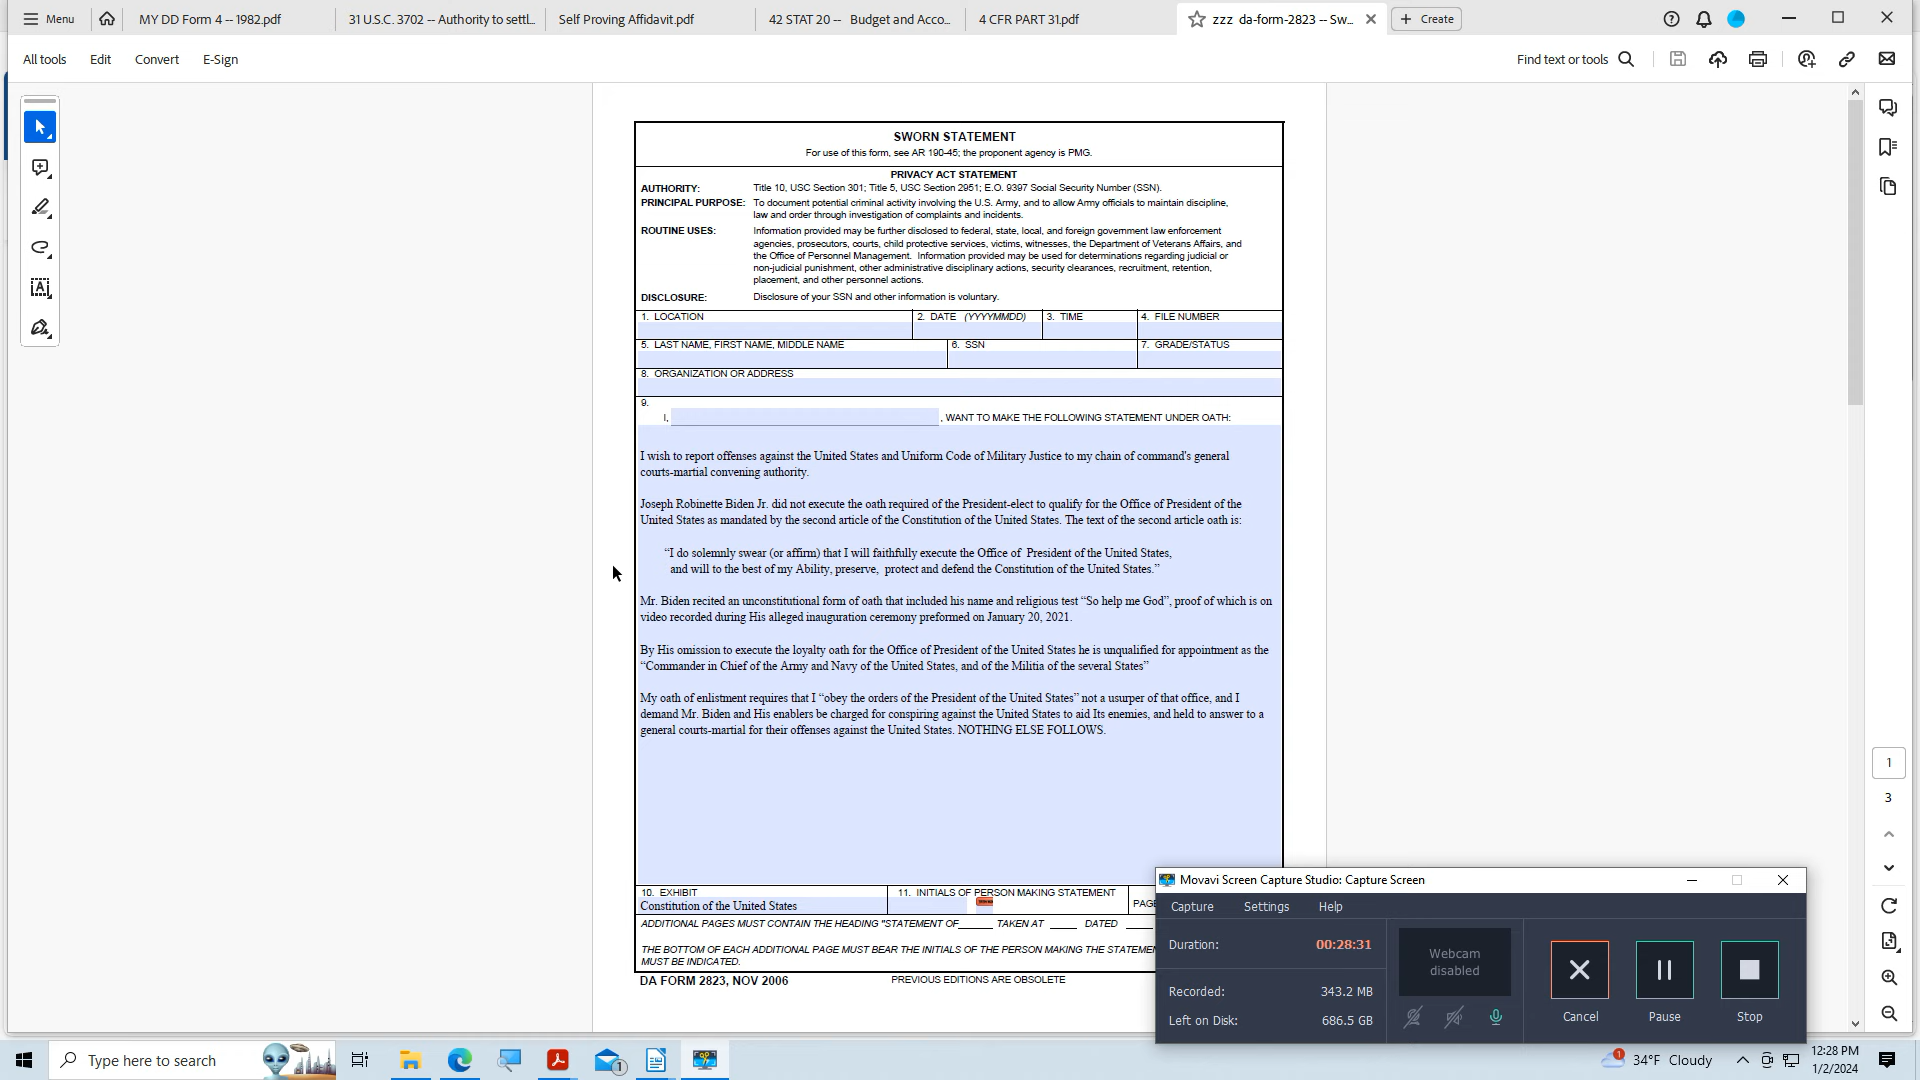 Menu
MY DD Form 4 -- 1982.pdf
31 U.S.C. 3702 -- Authority to settl...
Self Proving Affidavit.pdf
42 STAT 20 -- Budget and Acco...
4 CFR PART 31.pdf
zzz da-form-2823 -- Sw...
+ Create
All tools
Edit
Convert
E-Sign
Find text or tools
SWORN STATEMENT
For use of this form, see AR 190-45; the proponent agency is PMG.
PRIVACY ACT STATEMENT
AUTHORITY: Title 10, USC Section 301; Title 5, USC Section 2951; E.O. 9397 Social Security Number (SSN).
PRINCIPAL PURPOSE: To document potential criminal activity involving the U.S. Army, and to allow Army officials to maintain discipline,
law and order through investigation of complaints and incidents.
ROUTINE USES: Information provided may be further disclosed to federal, state, local, and foreign government law enforcement
agencies, prosecutors, courts, child protective services, victims, witnesses, the Department of Veterans Affairs, and
the Office of Personnel Management. Information provided may be used for determinations regarding judicial or
non-judicial punishment, other administrative disciplinary actions, security clearances, recruitment, retention,
placement, and other personnel actions.
DISCLOSURE: Disclosure of your SSN and other information is voluntary.
1. LOCATION
2. DATE (YYYYMMDD)
3. TIME
4. FILE NUMBER
5. LAST NAME, FIRST NAME, MIDDLE NAME
6. SSN
7. GRADE/STATUS
8. ORGANIZATION OR ADDRESS
9.
I, , WANT TO MAKE THE FOLLOWING STATEMENT UNDER OATH:
I wish to report offenses against the United States and Uniform Code of Military Justice to my chain of command's general
courts-martial convening authority.
Joseph Robinette Biden Jr. did not execute the oath required of the President-elect to qualify for the Office of President of the
United States as mandated by the second article of the Constitution of the United States. The text of the second article oath is:
“I do solemnly swear (or affirm) that I will faithfully execute the Office of President of the United States,
and will to the best of my Ability, preserve, protect and defend the Constitution of the United States.”
Mr. Biden recited an unconstitutional form of oath that included his name and religious test “So help me God”, proof of which is on
video recorded during His alleged inauguration ceremony preformed on January 20, 2021.
By His omission to execute the loyalty oath for the Office of President of the United States he is unqualified for appointment as the
“Commander in Chief of the Army and Navy of the United States, and of the Militia of the several States”
My oath of enlistment requires that I “obey the orders of the President of the United States” not a usurper of that office, and I
demand Mr. Biden and His enablers be charged for conspiring against the United States to aid Its enemies, and held to answer to a
general courts-martial for their offenses against the United States. NOTHING ELSE FOLLOWS.
10. EXHIBIT
Constitution of the United States
11. INITIALS OF PERSON MAKING STATEMENT
PAG
ADDITIONAL PAGES MUST CONTAIN THE HEADING "STATEMENT OF TAKEN AT DATED
THE BOTTOM OF EACH ADDITIONAL PAGE MUST BEAR THE INITIALS OF THE PERSON MAKING THE STATEMEN
MUST BE INDICATED.
DA FORM 2823, NOV 2006
PREVIOUS EDITIONS ARE OBSOLETE
1
3
Movavi Screen Capture Studio: Capture Screen
Capture
Settings
Help
Duration: 00:28:31
Recorded: 343.2 MB
Left on Disk: 686.5 GB
Webcam
disabled
Cancel
Pause
Stop
Type here to search
1
1
34°F Cloudy
12:28 PM
1/2/2024